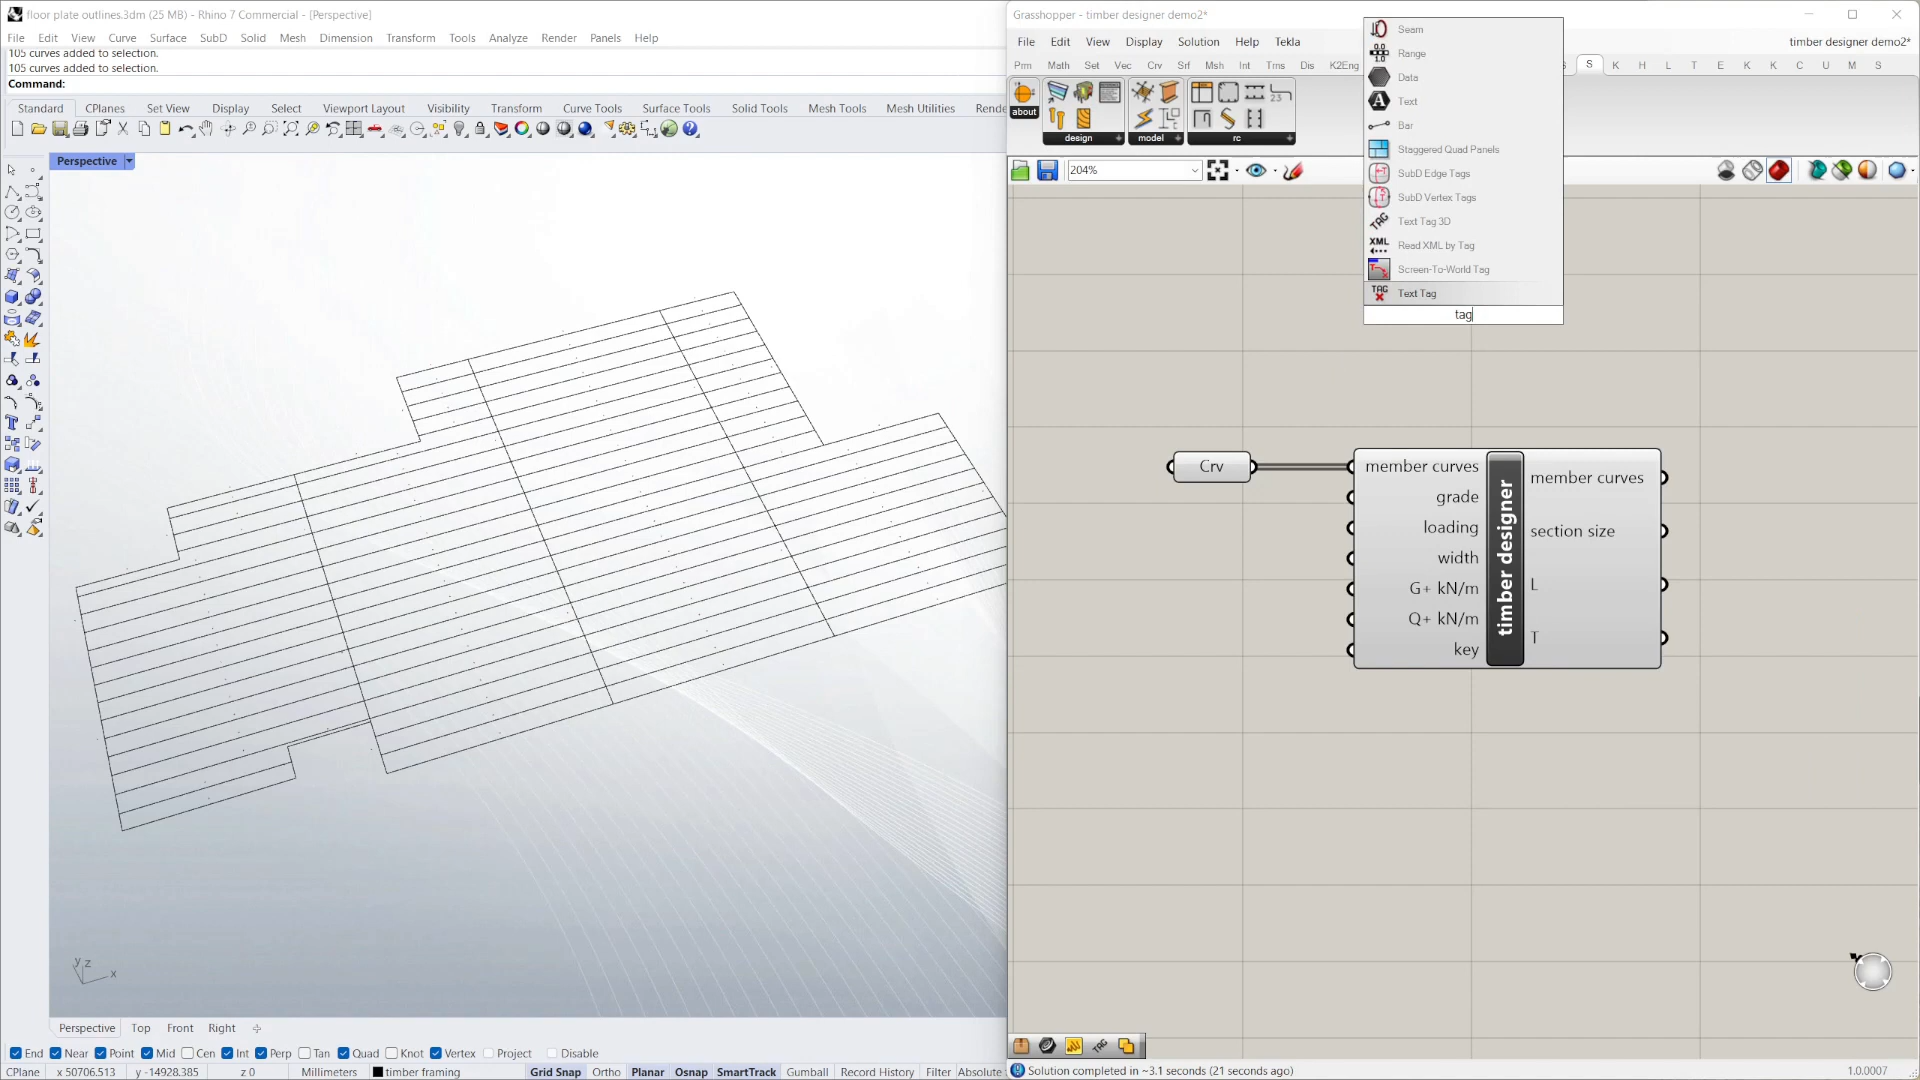 floor plate.outlines.3dm (25 MB) - Rhino 7 Commercial - [Perspective]
File Edit View Curve Surface SubD Solid Mesh Dimension Transform Tools Analyze Render Panels Help
105 curves added to selection.
105 curves added to selection.
Command:
Standard CPlanes Set View Display Select Viewport Layout Visibility Transform Curve Tools Surface Tools Solid Tools Mesh Tools Mesh Utilities Rende
Perspective
y z x
Perspective Top Front Right
End Near Point Mid Cen Int Perp Tan Quad Knot Vertex Project Disable
CPlane x 50706.513 y -14928.385 z 0 Millimeters timber framing Grid Snap Ortho Planar Osnap SmartTrack Gumball Record History Filter Absolute
Grasshopper - timber designer demo2*
File Edit View Display Solution Help Tekla
timber designer demo2*
Prm Math Set Vec Crv Srf Msh Int Trns Dis K2Eng S S K H L T E K K C U M S
about
design
model
rc
204%
Seam
Range
Data
Text
Bar
Staggered Quad Panels
SubD Edge Tags
SubD Vertex Tags
Text Tag 3D
Read XML by Tag
Screen-To-World Tag
Text Tag
tag
Crv
member curves
grade
loading
width
G+ kN/m
Q+ kN/m
key
timber designer
member curves
section size
L
T
Solution completed in ~3.1 seconds (21 seconds ago)
1.0.0007